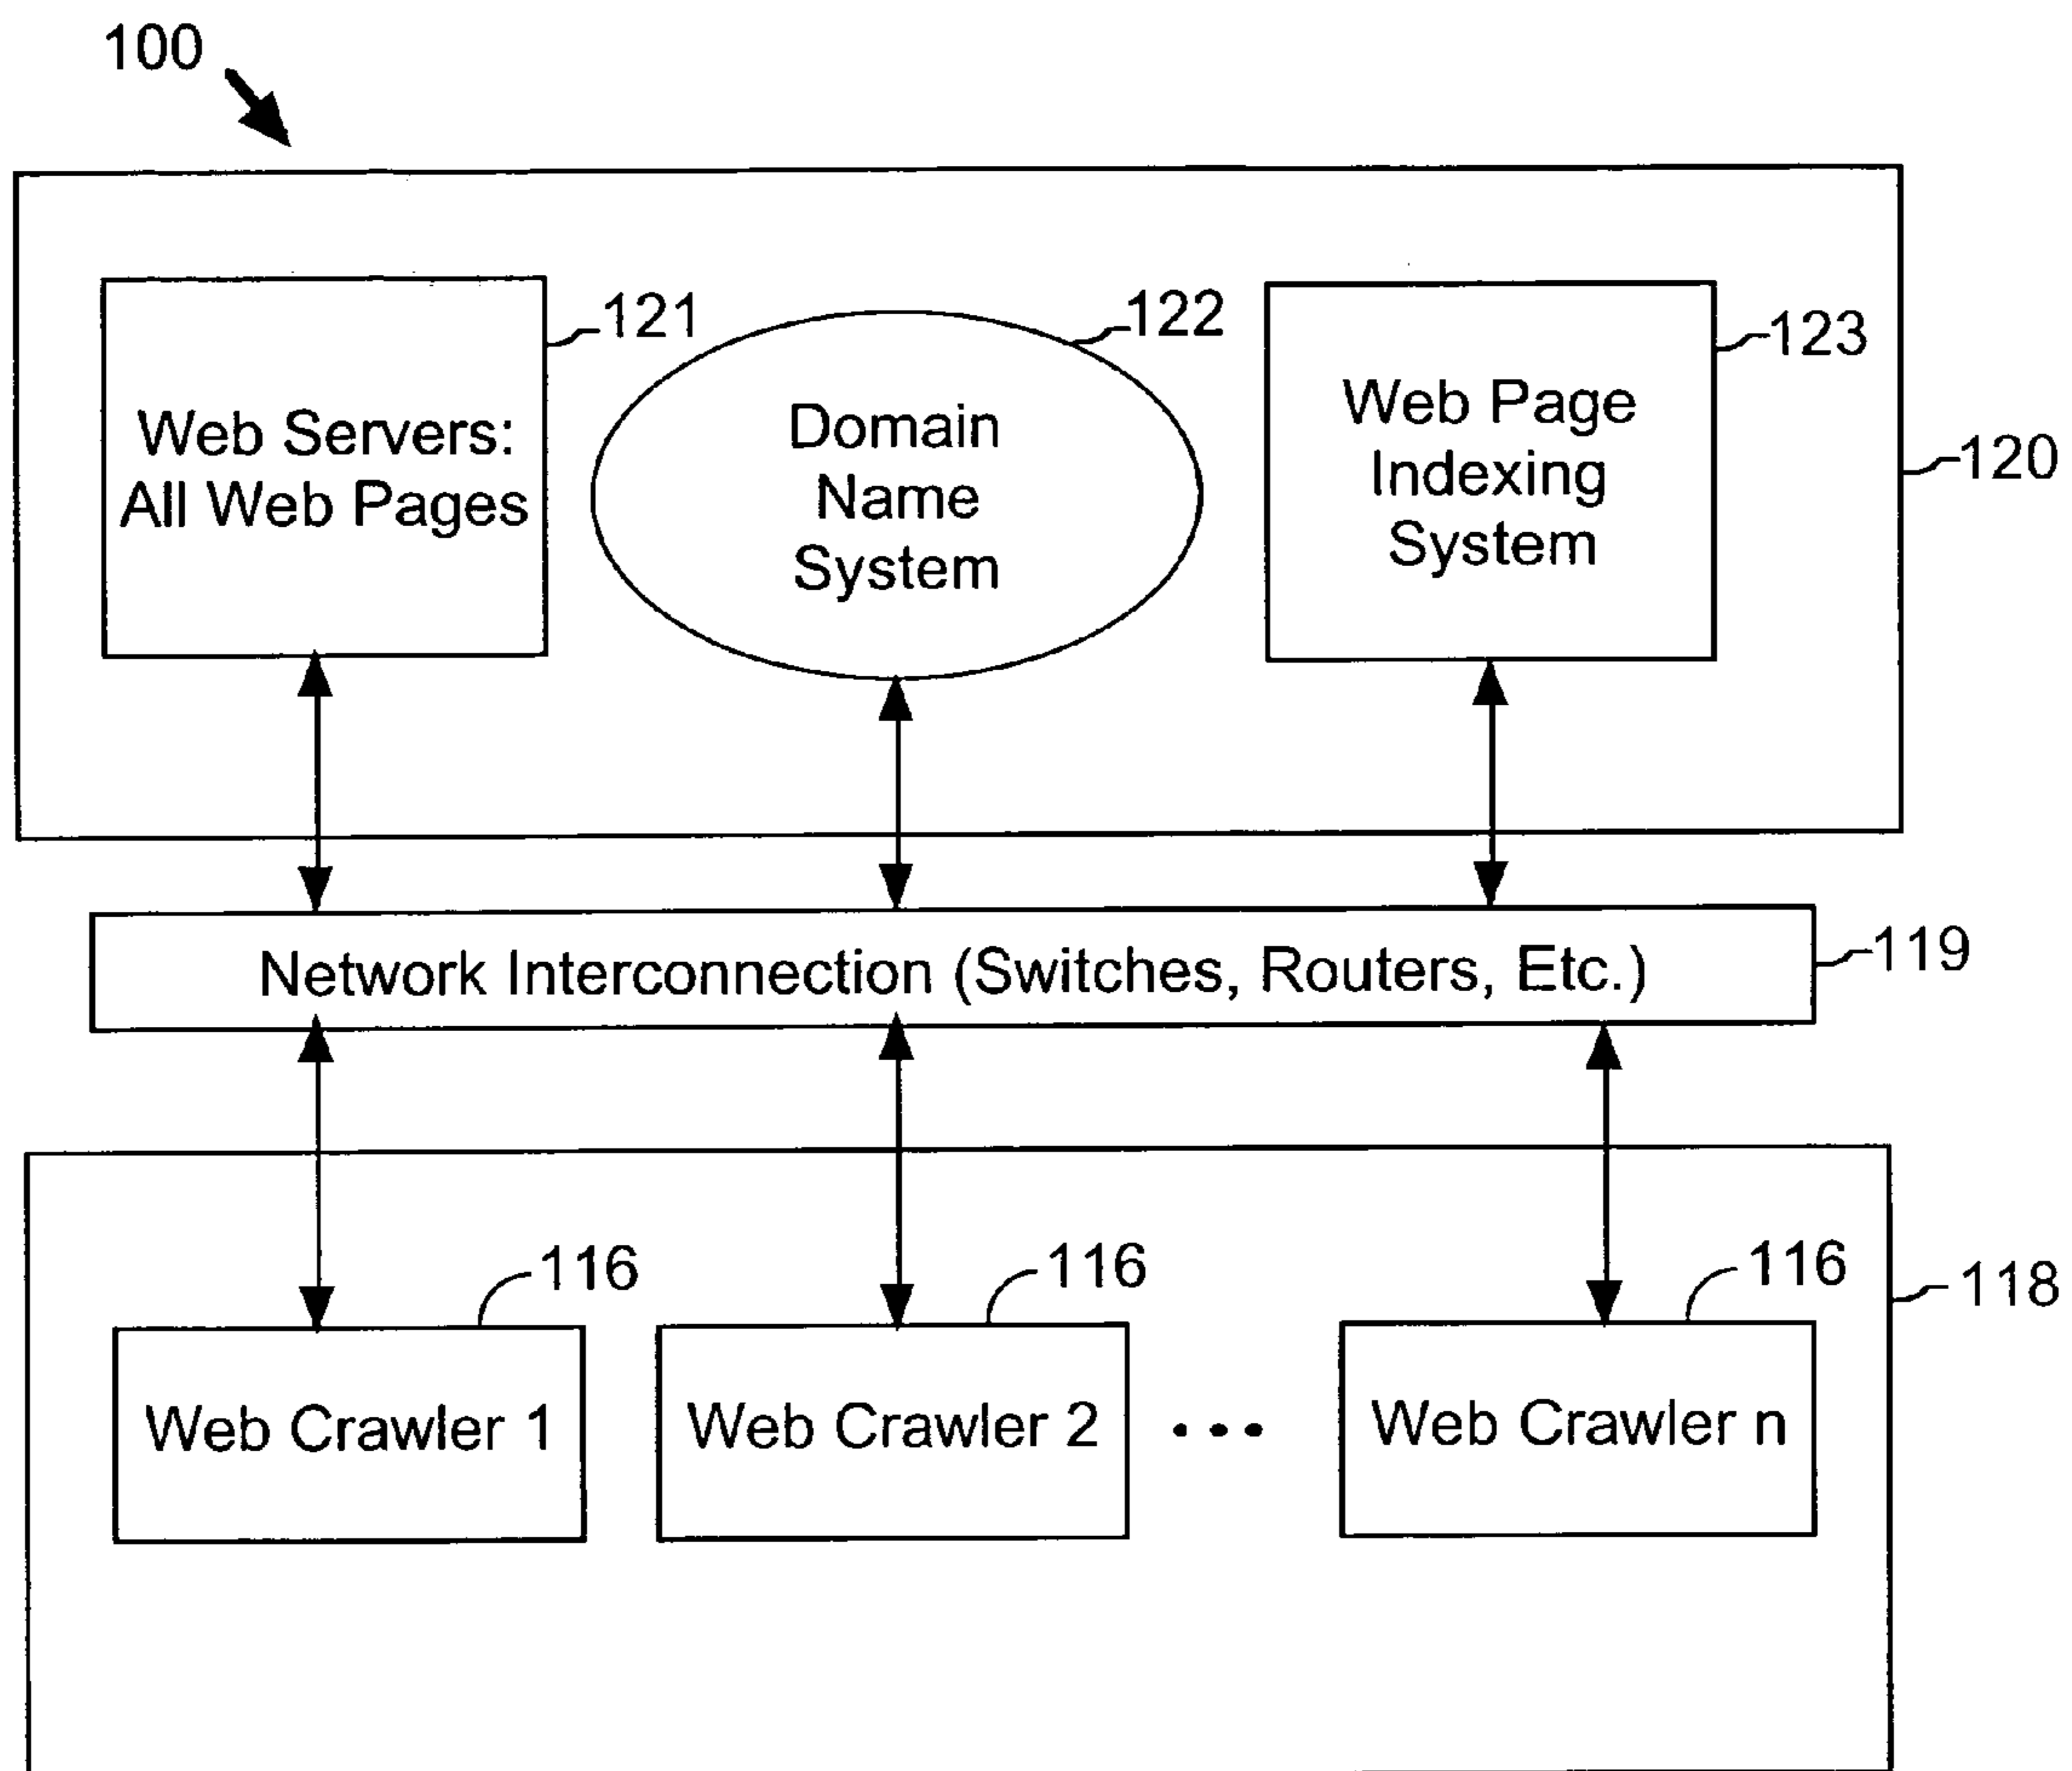 100
121
122
123
Web Servers:
All Web Pages
Domain
Name
System
Web Page
Indexing
System
120
Network Interconnection (Switches, Routers, Etc.)
119
116
116
116
118
Web Crawler 1
Web Crawler 2
• • •
Web Crawler n